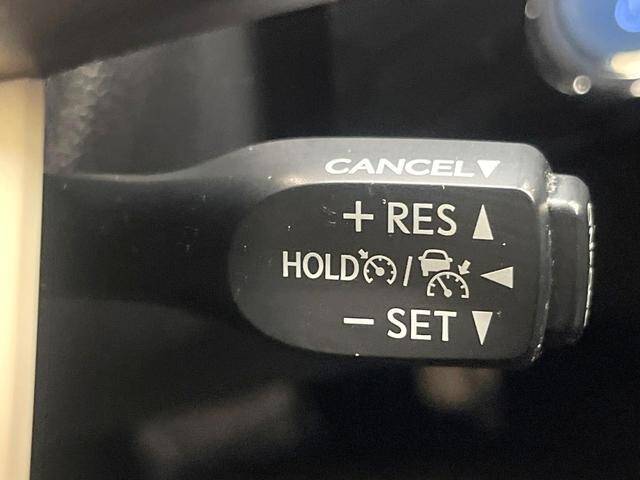 CANCEL▼
+ RES ▲
HOLD / ◀
− SET ▼